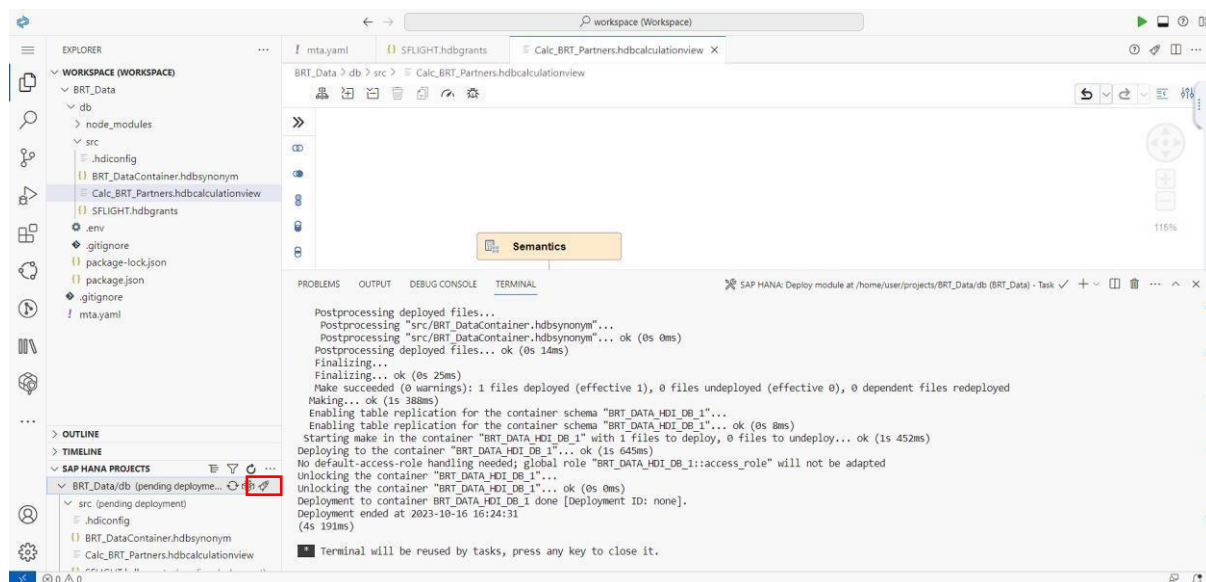 workspace (Workspace)
EXPLORER
WORKSPACE (WORKSPACE)
BRT_Data
db
node_modules
src
.hdiconfig
BRT_DataContainer.hdbsynonym
Calc_BRT_Partners.hdbcalculationview
SFLIGHT.hdbgrants
.env
.gitignore
package-lock.json
package.json
.gitignore
mta.yaml
OUTLINE
TIMELINE
SAP HANA PROJECTS
BRT_Data/db (pending deployme...
src (pending deployment)
.hdiconfig
BRT_DataContainer.hdbsynonym
Calc_BRT_Partners.hdbcalculationview
mta.yaml SFLIGHT.hdbgrants Calc_BRT_Partners.hdbcalculationview
BRT_Data > db > src > Calc_BRT_Partners.hdbcalculationview
115%
Semantics
PROBLEMS OUTPUT DEBUG CONSOLE TERMINAL SAP HANA: Deploy module at /home/user/projects/BRT_Data/db (BRT_Data) - Task
Postprocessing deployed files...
Postprocessing "src/BRT_DataContainer.hdbsynonym"...
Postprocessing "src/BRT_DataContainer.hdbsynonym"... ok (0s 0ms)
Postprocessing deployed files... ok (0s 14ms)
Finalizing...
Finalizing... ok (0s 25ms)
Make succeeded (0 warnings): 1 files deployed (effective 1), 0 files undeployed (effective 0), 0 dependent files redeployed
Making... ok (1s 388ms)
Enabling table replication for the container schema "BRT_DATA_HDI_DB_1"...
Enabling table replication for the container schema "BRT_DATA_HDI_DB_1"... ok (0s 8ms)
Starting make in the container "BRT_DATA_HDI_DB_1" with 1 files to deploy, 0 files to undeploy... ok (1s 452ms)
Deploying to the container "BRT_DATA_HDI_DB_1"... ok (1s 645ms)
No default-access-role handling needed; global role "BRT_DATA_HDI_DB_1::access_role" will not be adapted
Unlocking the container "BRT_DATA_HDI_DB_1"...
Unlocking the container "BRT_DATA_HDI_DB_1"... ok (0s 0ms)
Deployment to container BRT_DATA_HDI_DB_1 done [Deployment ID: none].
Deployment ended at 2023-10-16 16:24:31
(4s 191ms)
* Terminal will be reused by tasks, press any key to close it.
0 0